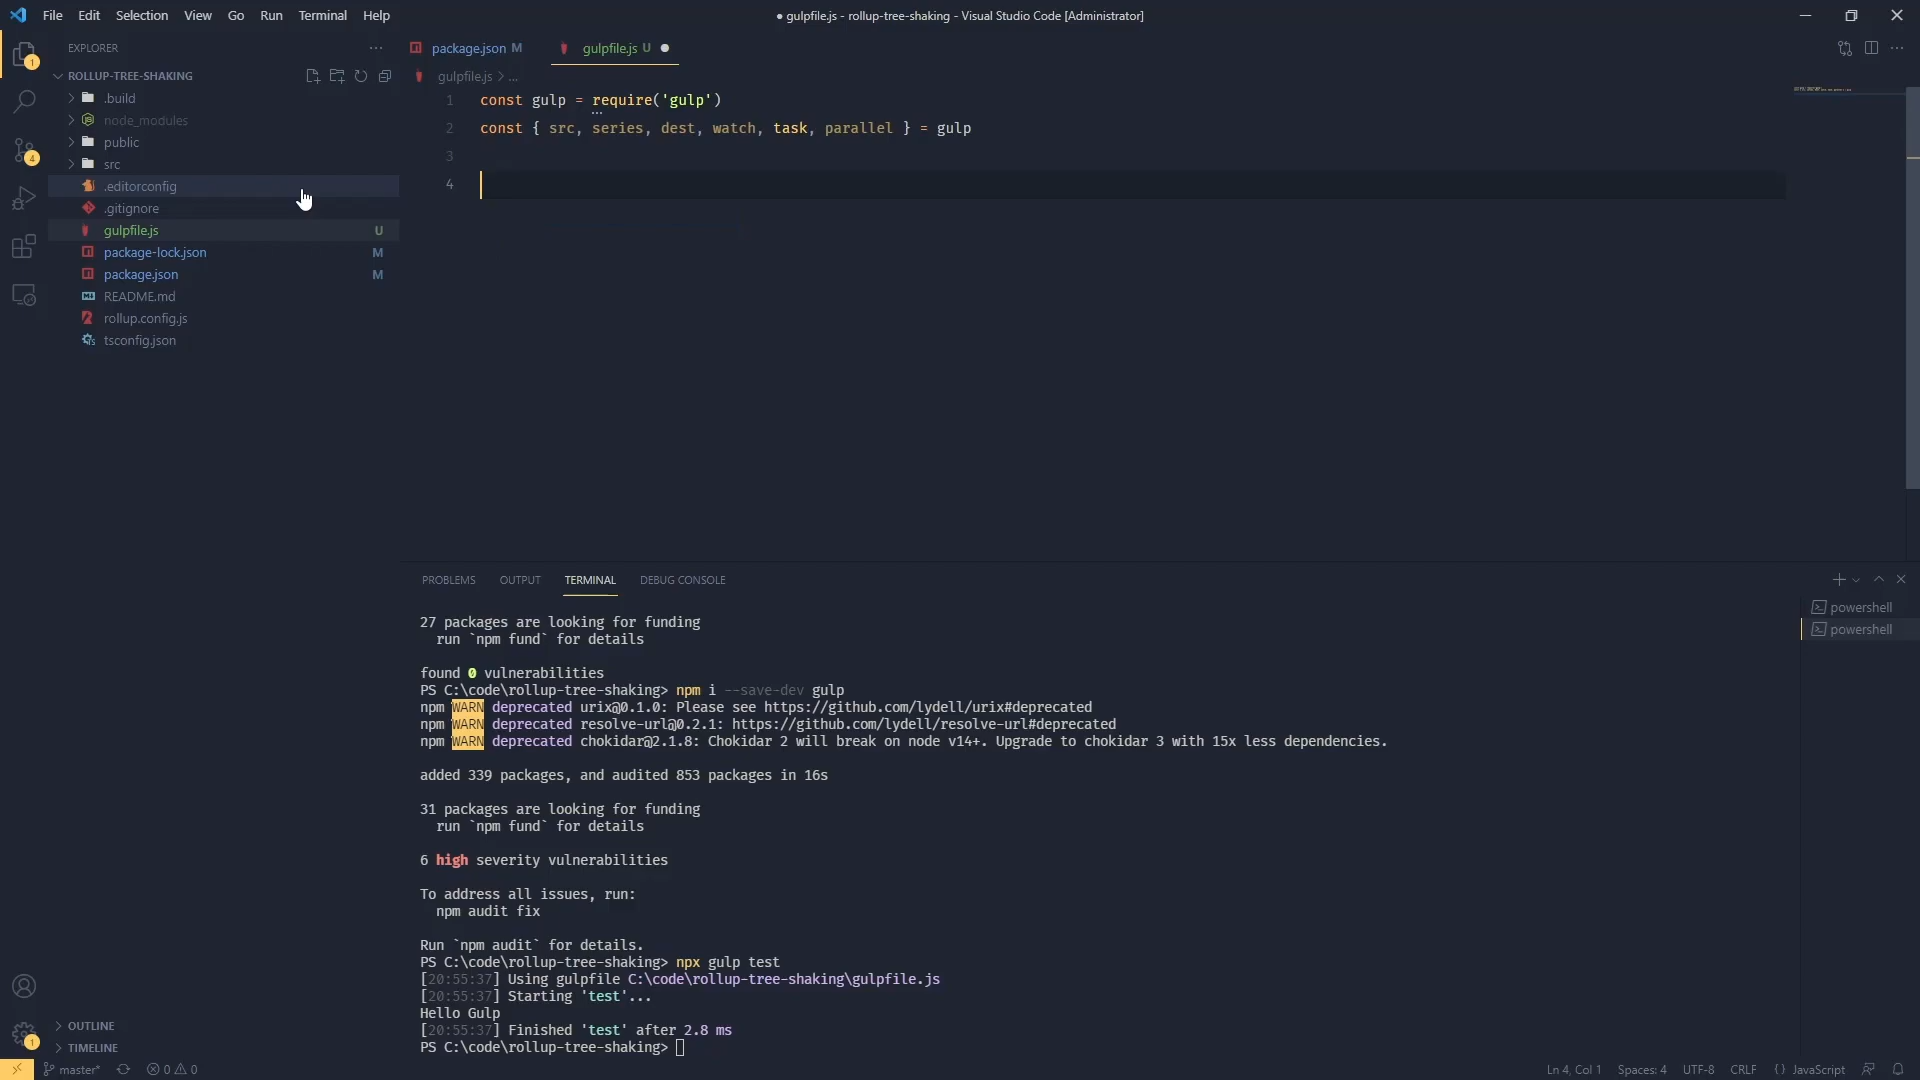 File Edit Selection View Go Run Terminal Help
● gulpfile.js - rollup-tree-shaking - Visual Studio Code [Administrator]
EXPLORER
ROLLUP-TREE-SHAKING
.build
node_modules
public
src
.editorconfig
.gitignore
gulpfile.js U
package-lock.json M
package.json M
README.md
rollup.config.js
tsconfig.json
OUTLINE
TIMELINE
1
4
1
package.json M
gulpfile.js U
gulpfile.js > ...
1 const gulp = require('gulp')
2 const { src, series, dest, watch, task, parallel } = gulp
3
4
PROBLEMS OUTPUT TERMINAL DEBUG CONSOLE
powershell
powershell
27 packages are looking for funding
run `npm fund` for details
found 0 vulnerabilities
PS C:\code\rollup-tree-shaking> npm i --save-dev gulp
npm WARN deprecated urix@0.1.0: Please see https://github.com/lydell/urix#deprecated
npm WARN deprecated resolve-url@0.2.1: https://github.com/lydell/resolve-url#deprecated
npm WARN deprecated chokidar@2.1.8: Chokidar 2 will break on node v14+. Upgrade to chokidar 3 with 15x less dependencies.
added 339 packages, and audited 853 packages in 16s
31 packages are looking for funding
run `npm fund` for details
6 high severity vulnerabilities
To address all issues, run:
npm audit fix
Run `npm audit` for details.
PS C:\code\rollup-tree-shaking> npx gulp test
[20:55:37] Using gulpfile C:\code\rollup-tree-shaking\gulpfile.js
[20:55:37] Starting 'test'...
Hello Gulp
[20:55:37] Finished 'test' after 2.8 ms
PS C:\code\rollup-tree-shaking>
master* 0 0
Ln 4, Col 1 Spaces: 4 UTF-8 CRLF {} JavaScript